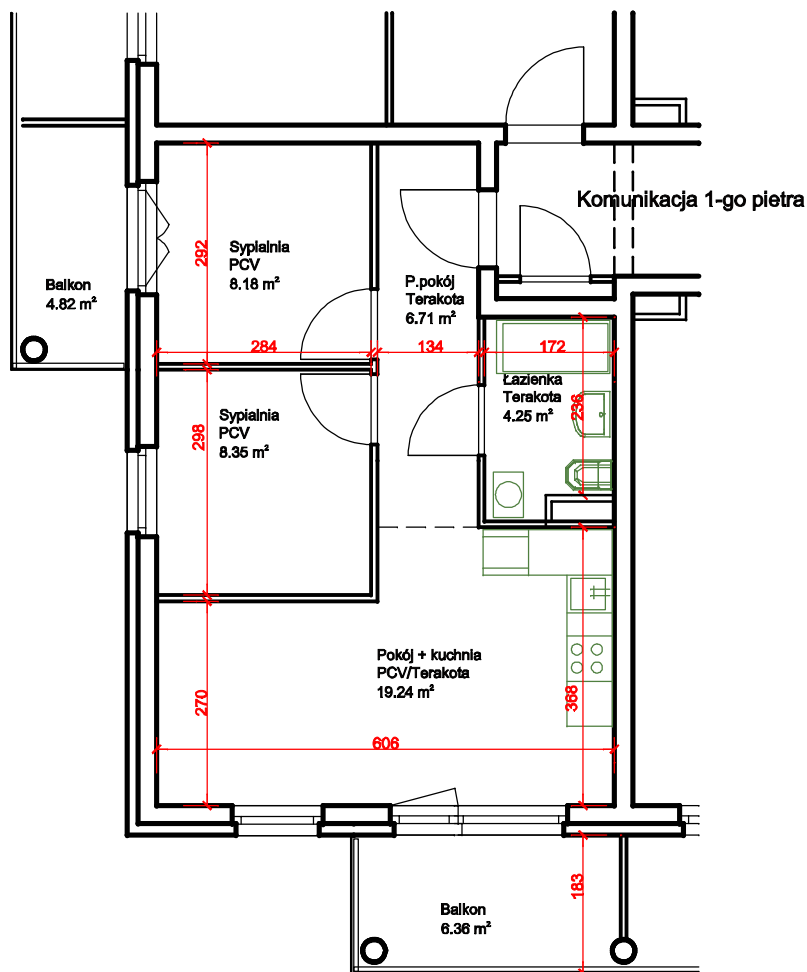 Komunikacja 1-go pietra
292
Sypialnia
PCV
8.18 m²
Balkon
4.82 m²
P.pokój
Terakota
6.71 m²
284
134
172
Łazienka
Terakota
4.25 m²
236
298
Sypialnia
PCV
8.35 m²
Pokój + kuchnia
PCV/Terakota
19.24 m²
270
368
606
183
Balkon
6.36 m²